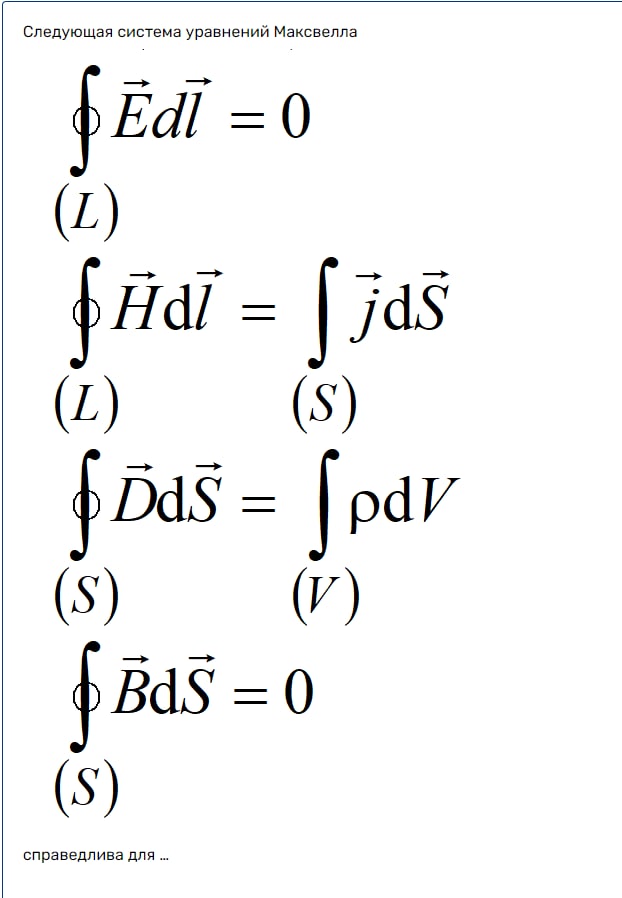 Следующая система уравнений Максвелла
∮ E⃗dl⃗ = 0
(L)
∮ H⃗dl⃗ = ∫ j⃗dS⃗
(L) (S)
∮ D⃗dS⃗ = ∫ ρdV
(S) (V)
∮ B⃗dS⃗ = 0
(S)
справедлива для ...